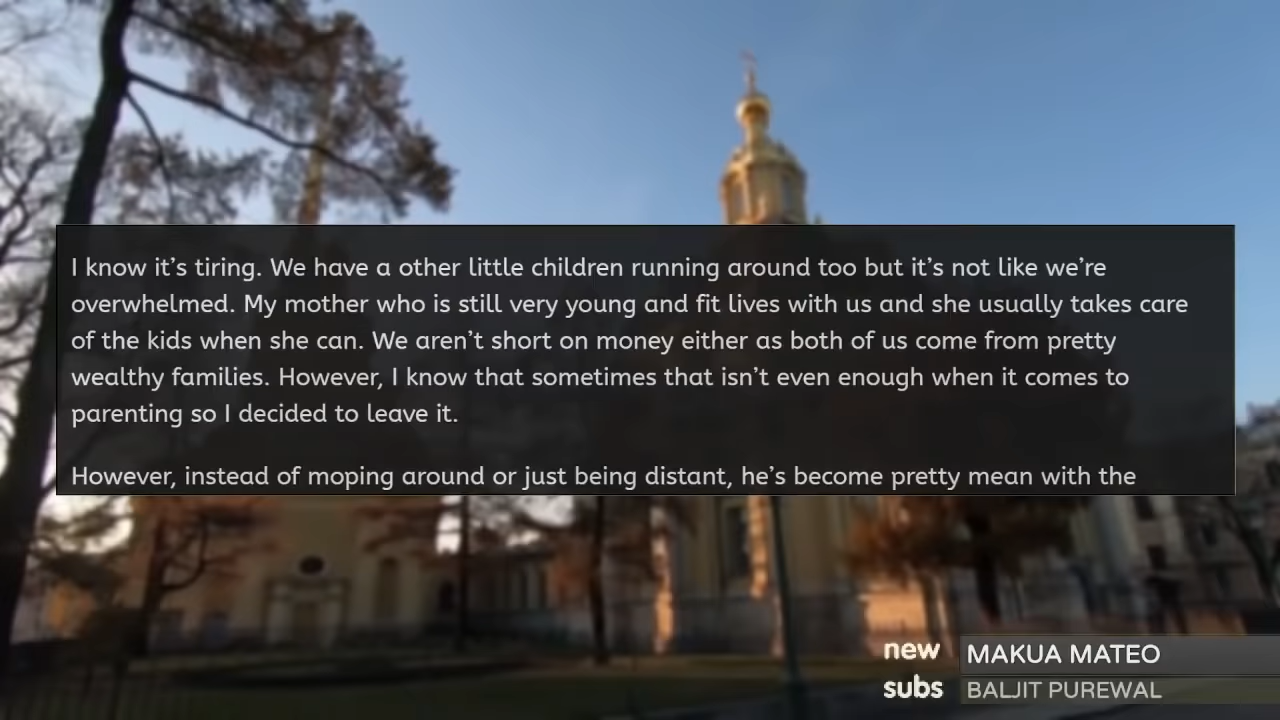 I know it’s tiring. We have a other little children running around too but it’s not like we’re
overwhelmed. My mother who is still very young and fit lives with us and she usually takes care
of the kids when she can. We aren’t short on money either as both of us come from pretty
wealthy families. However, I know that sometimes that isn’t even enough when it comes to
parenting so I decided to leave it.
However, instead of moping around or just being distant, he’s become pretty mean with the
new
MAKUA MATEO
subs
BALJIT PUREWAL